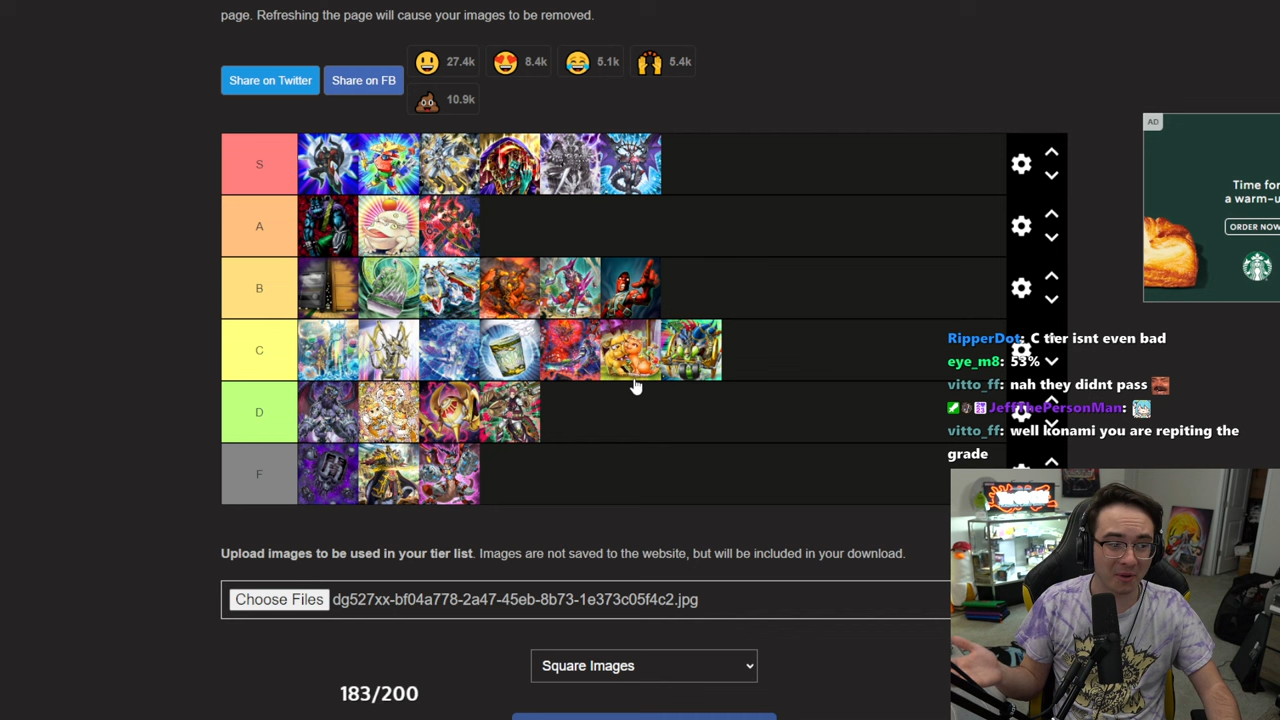 page. Refreshing the page will cause your images to be removed.
Share on Twitter
Share on FB
27.4k
8.4k
5.1k
5.4k
10.9k
S
A
B
C
D
F
AD
Time for
a warm-u
ORDER NOW
RipperDot: C tier isnt even bad
eye_m8: 53%
vitto_ff: nah they didnt pass
JeffThePersonMan:
vitto_ff: well konami you are repiting the
grade
Upload images to be used in your tier list. Images are not saved to the website, but will be included in your download.
Choose Files
dg527xx-bf04a778-2a47-45eb-8b73-1e373c05f4c2.jpg
Square Images
183/200